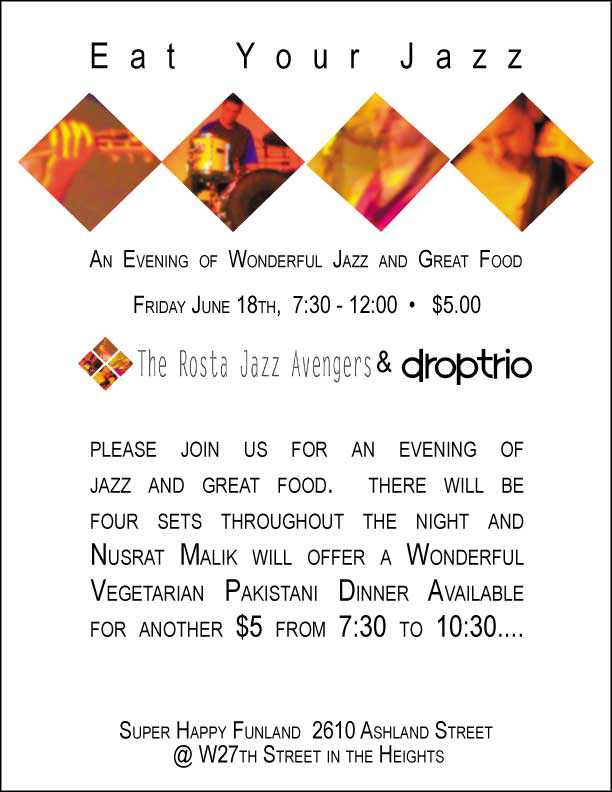 Eat Your Jazz
An Evening of Wonderful Jazz and Great Food
Friday June 18th, 7:30 - 12:00 • $5.00
The Rosta Jazz Avengers & droptrio
please join us for an evening of
jazz and great food. there will be
four sets throughout the night and
Nusrat Malik will offer a Wonderful
Vegetarian Pakistani Dinner Available
for another $5 from 7:30 to 10:30....
Super Happy Funland 2610 Ashland Street
@ W27th Street in the Heights